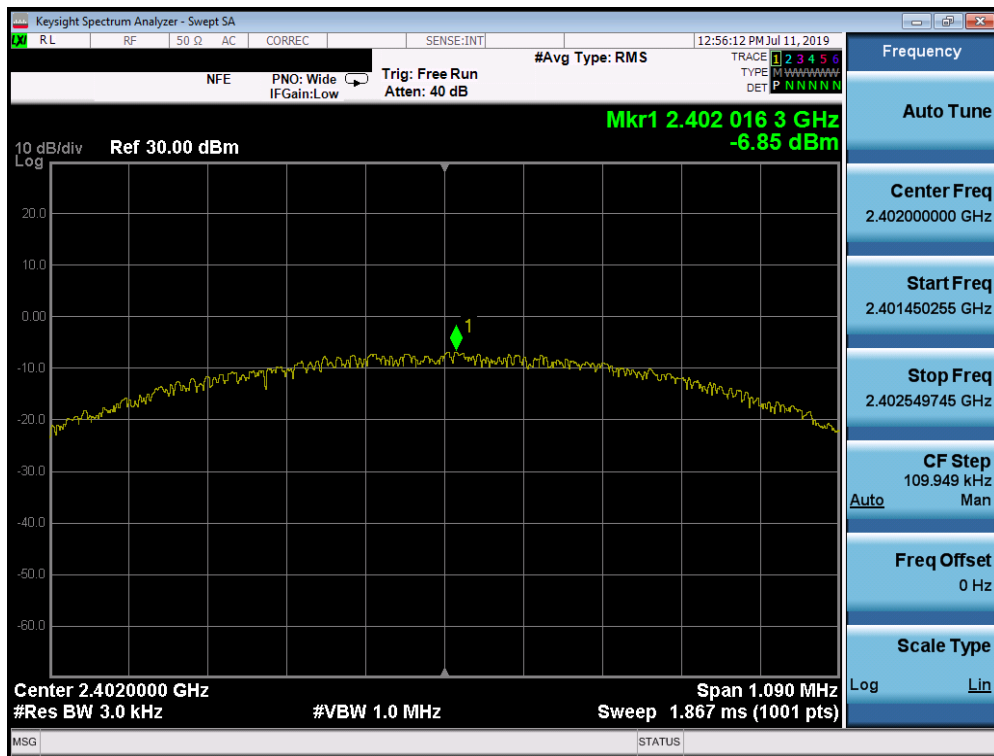 Keysight Spectrum Analyzer - Swept SA
LXI RL RF 50 Ω AC CORREC SENSE:INT 12:56:12 PM Jul 11, 2019
#Avg Type: RMS TRACE 1 2 3 4 5 6
NFE PNO: Wide Trig: Free Run TYPE M W W W W W
IFGain:Low Atten: 40 dB DET P N N N N N
Mkr1 2.402 016 3 GHz
-6.85 dBm
10 dB/div Ref 30.00 dBm
Log
20.0
10.0
0.00
1
-10.0
-20.0
-30.0
-40.0
-50.0
-60.0
Center 2.4020000 GHz Span 1.090 MHz
#Res BW 3.0 kHz #VBW 1.0 MHz Sweep 1.867 ms (1001 pts)
MSG STATUS
Frequency
Auto Tune
Center Freq
2.402000000 GHz
Start Freq
2.401450255 GHz
Stop Freq
2.402549745 GHz
CF Step
109.949 kHz
Auto Man
Freq Offset
0 Hz
Scale Type
Log Lin